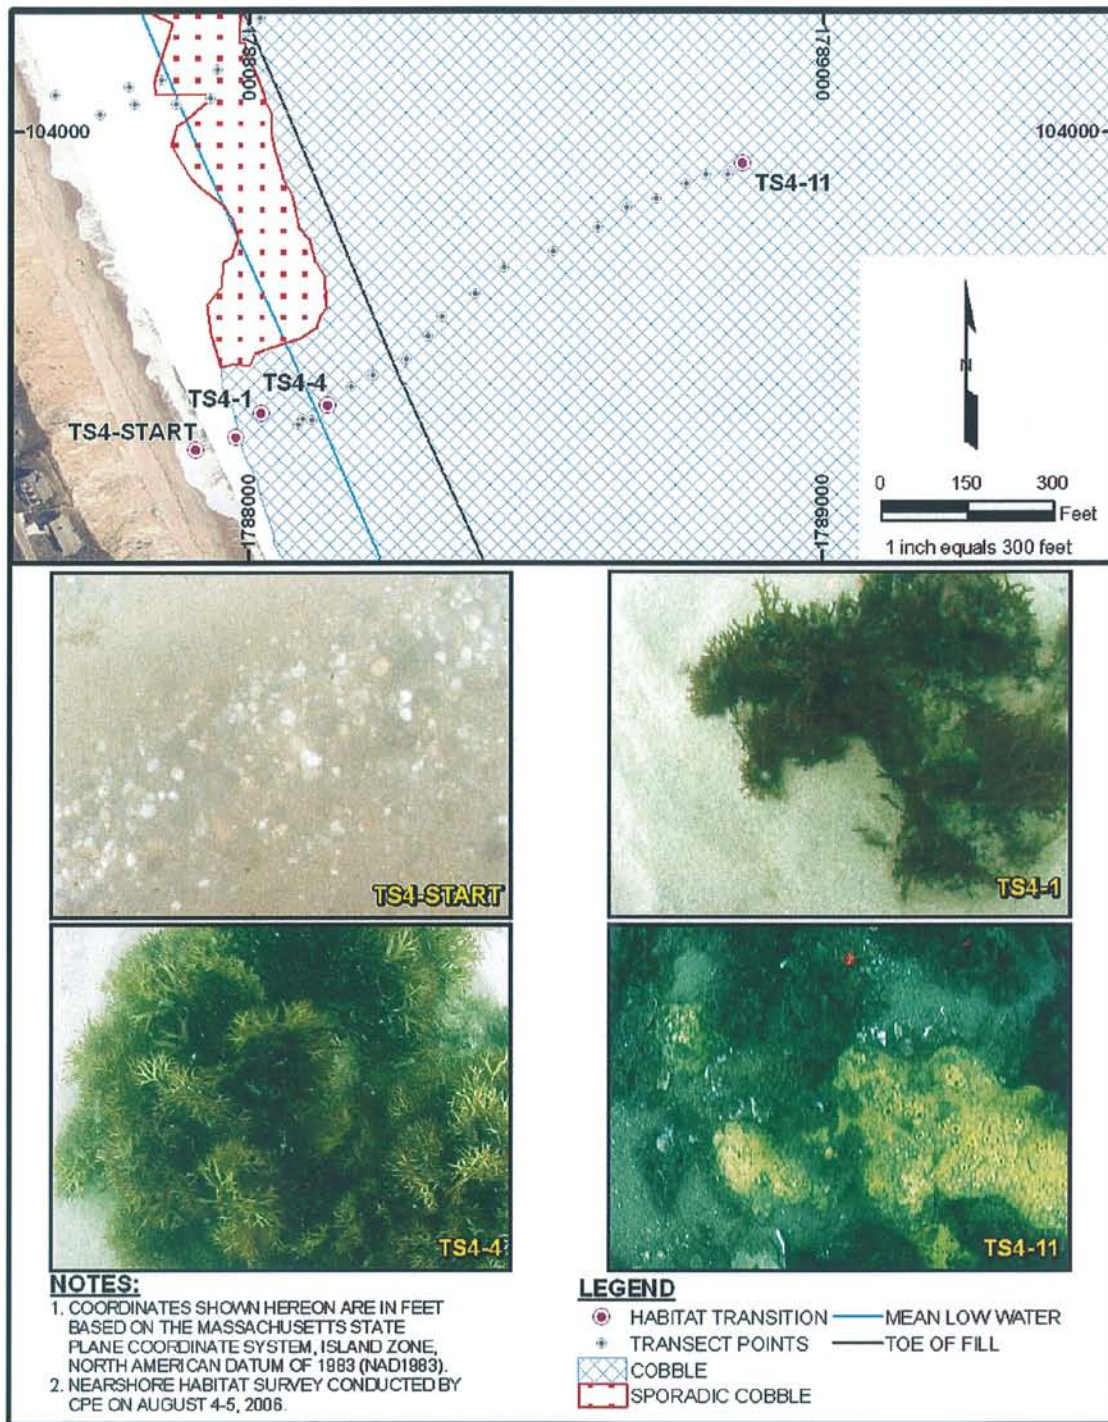 1788000
1789000
104000
104000
TS4-11
TS4-4
TS4-1
TS4-START
N
0 150 300
Feet
1 inch equals 300 feet
1788000
1789000
TS4-START
TS4-1
TS4-4
TS4-11
NOTES:
1. COORDINATES SHOWN HEREON ARE IN FEET
BASED ON THE MASSACHUSETTS STATE
PLANE COORDINATE SYSTEM, ISLAND ZONE,
NORTH AMERICAN DATUM OF 1983 (NAD1983).
2. NEARSHORE HABITAT SURVEY CONDUCTED BY
CPE ON AUGUST 4-5, 2006.
LEGEND
HABITAT TRANSITION
MEAN LOW WATER
TRANSECT POINTS
TOE OF FILL
COBBLE
SPORADIC COBBLE